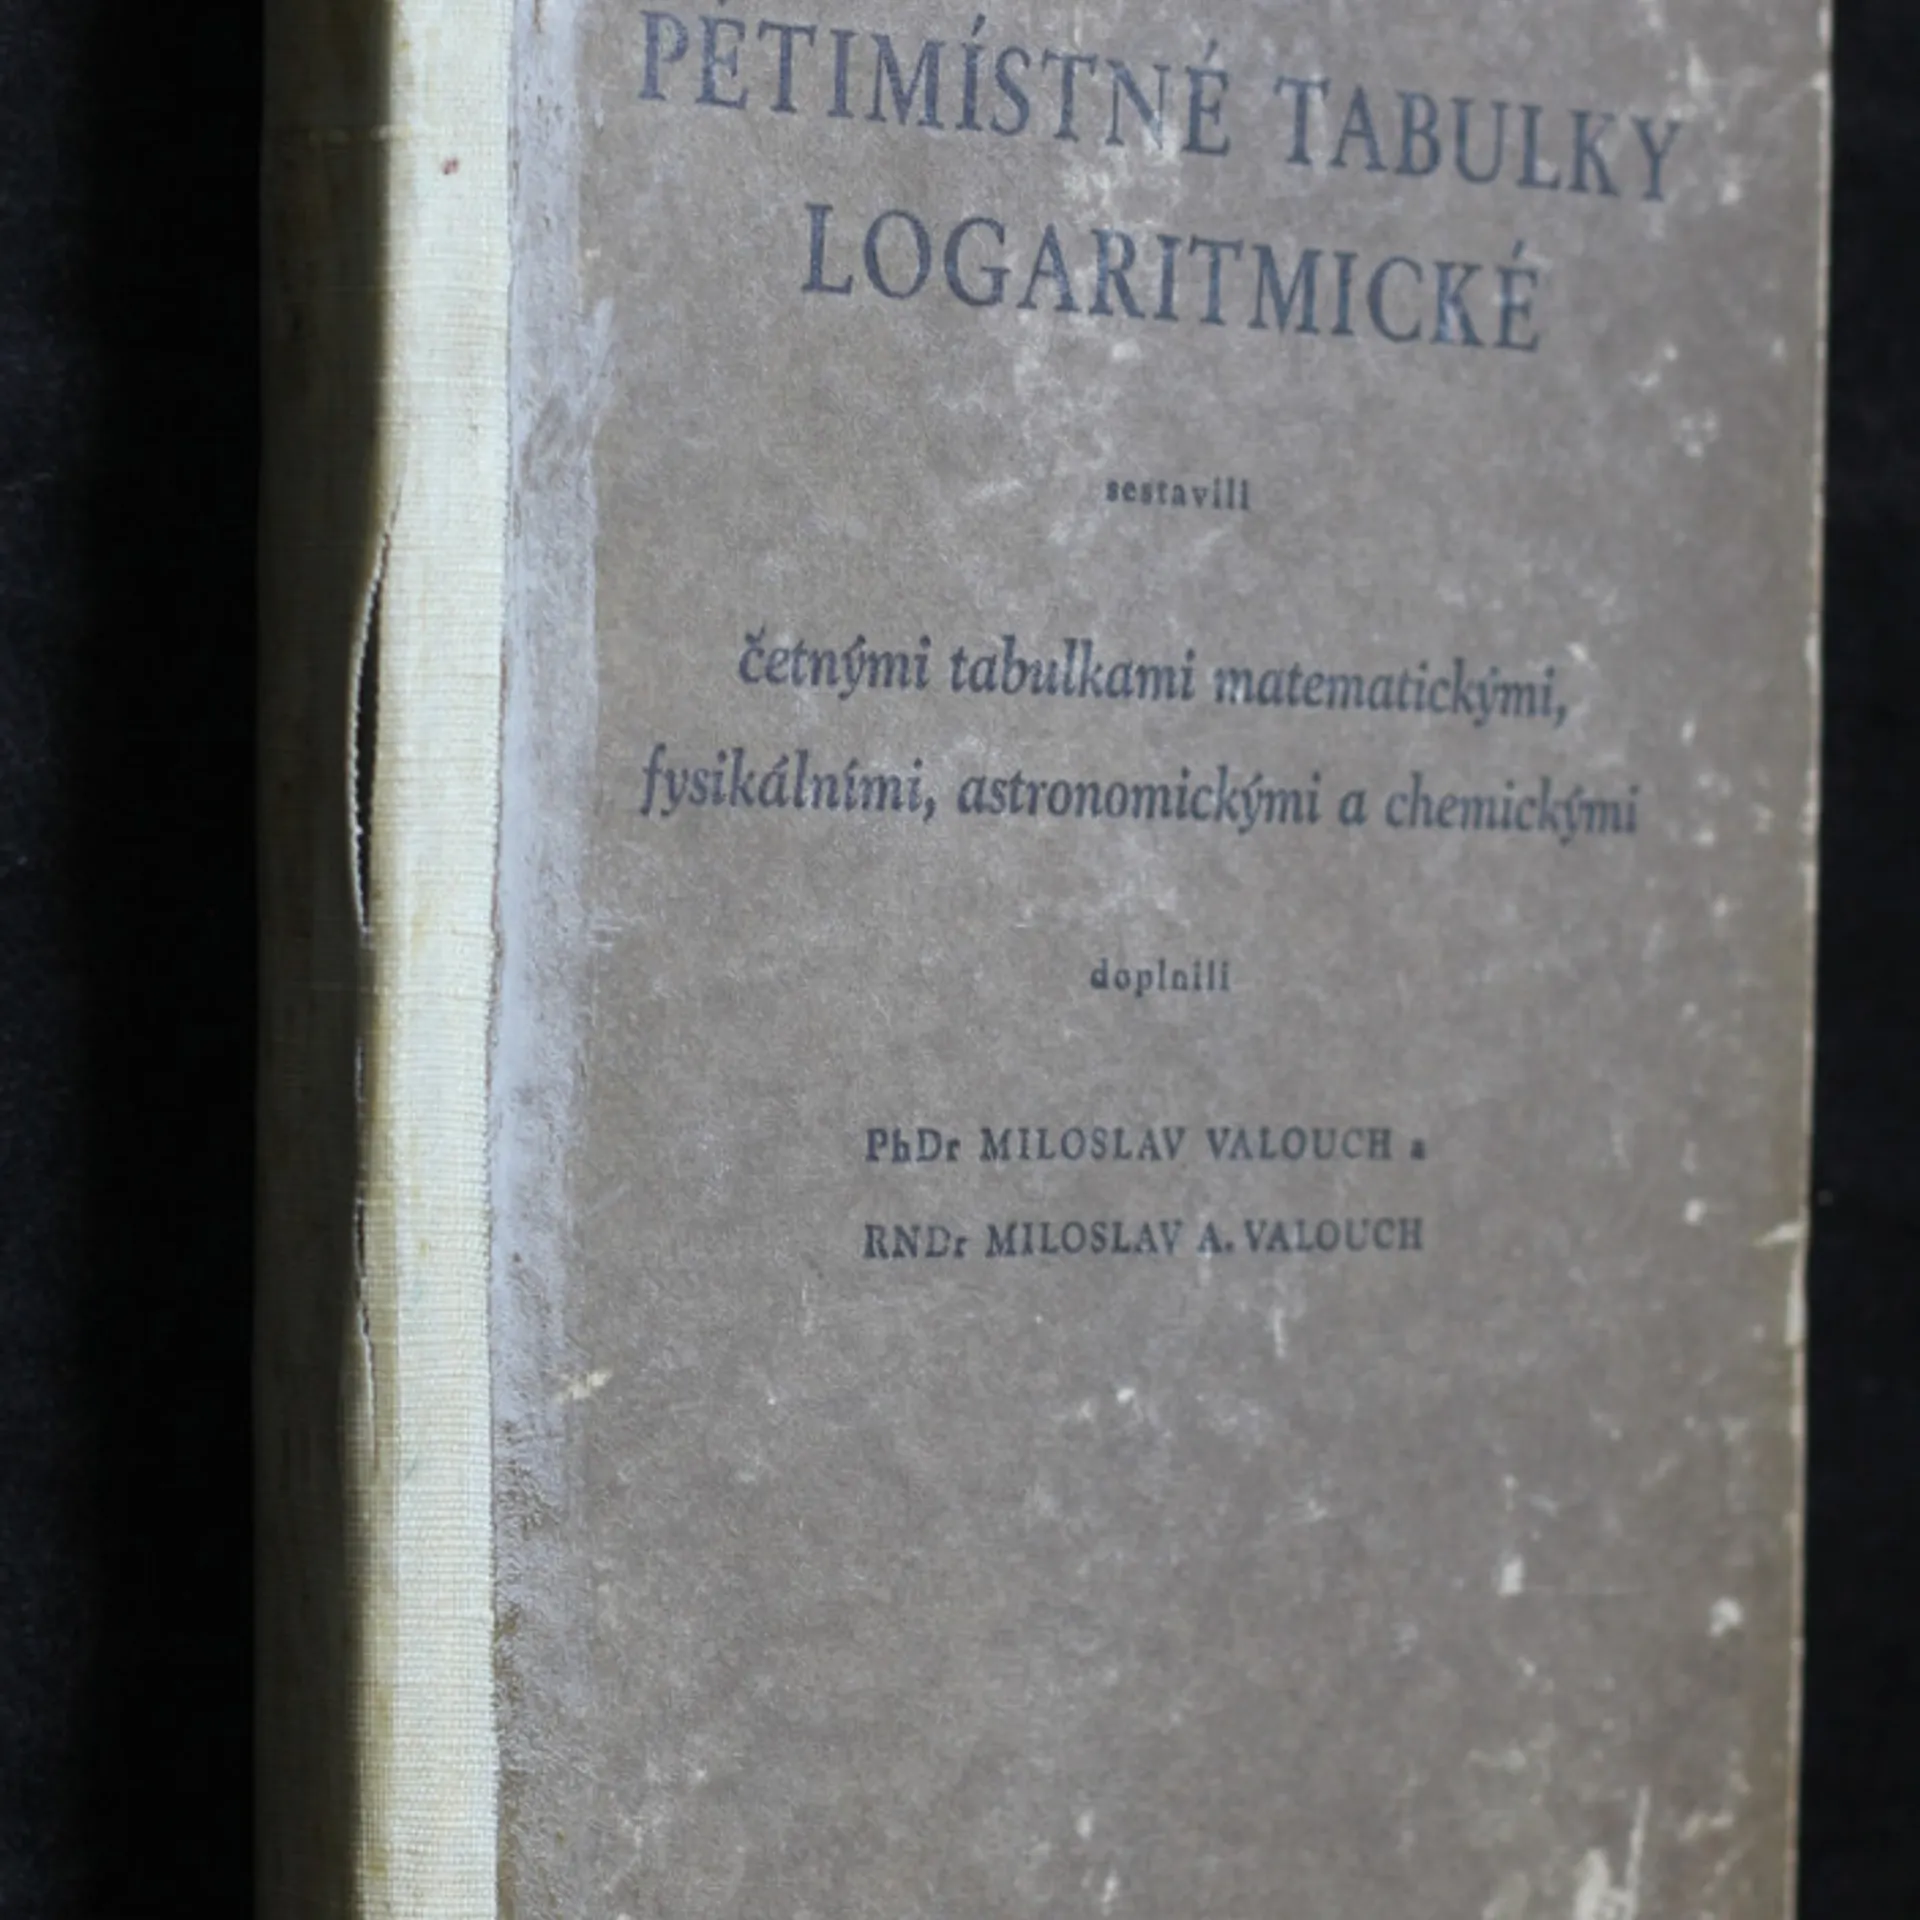 PĚTIMÍSTNÉ TABULKY
LOGARITMICKÉ
sestavili
četnými tabulkami matematickými,
fysikálními, astronomickými a chemickými
doplnili
PhDr MILOSLAV VALOUCH a
RNDr MILOSLAV A. VALOUCH